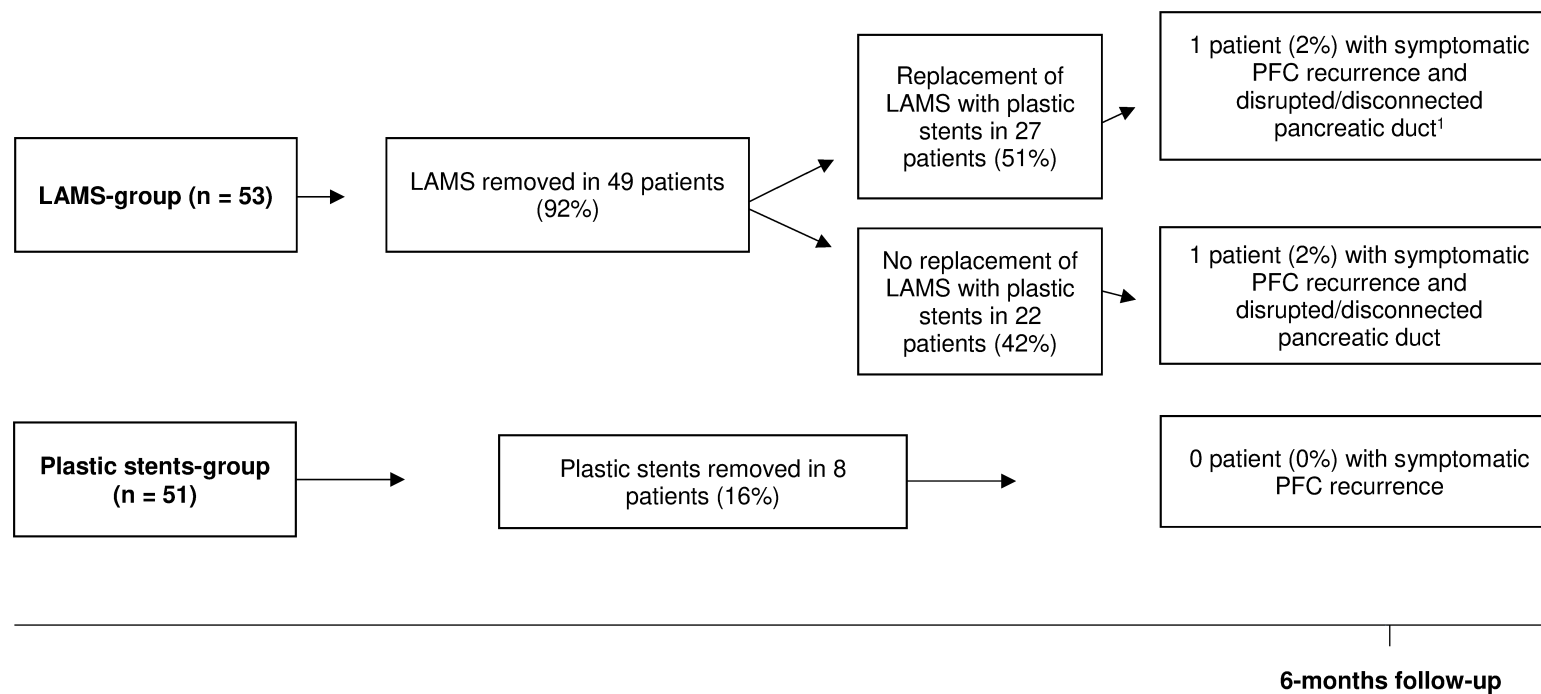 LAMS-group (n = 53)
LAMS removed in 49 patients
(92%)
Replacement of
LAMS with plastic
stents in 27
patients (51%)
1 patient (2%) with symptomatic
PFC recurrence and
disrupted/disconnected
pancreatic duct¹
No replacement of
LAMS with plastic
stents in 22
patients (42%)
1 patient (2%) with symptomatic
PFC recurrence and
disrupted/disconnected
pancreatic duct
Plastic stents-group
(n = 51)
Plastic stents removed in 8
patients (16%)
0 patient (0%) with symptomatic
PFC recurrence
6-months follow-up